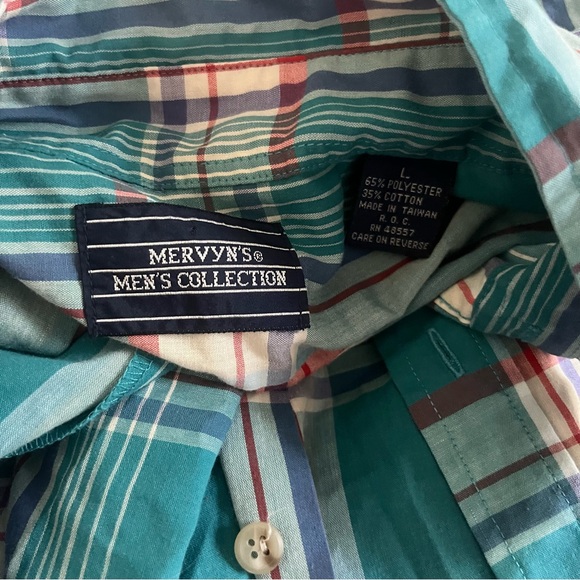 MERVYN'S®
MEN'S COLLECTION
L
65% POLYESTER
35% COTTON
MADE IN TAIWAN
R.O.C.
RN 48557
CARE ON REVERSE